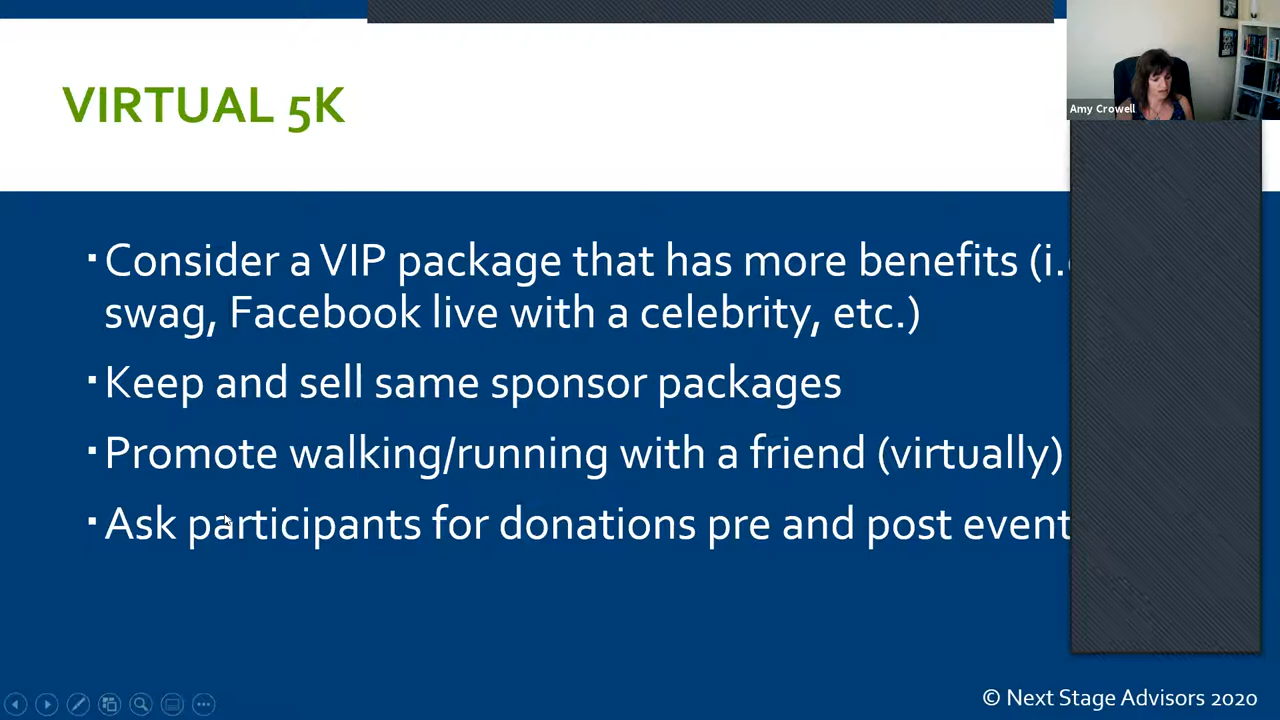 VIRTUAL 5K
Amy Crowell
▪ Consider a VIP package that has more benefits (i.
swag, Facebook live with a celebrity, etc.)
▪ Keep and sell same sponsor packages
▪ Promote walking/running with a friend (virtually)
▪ Ask participants for donations pre and post event
© Next Stage Advisors 2020